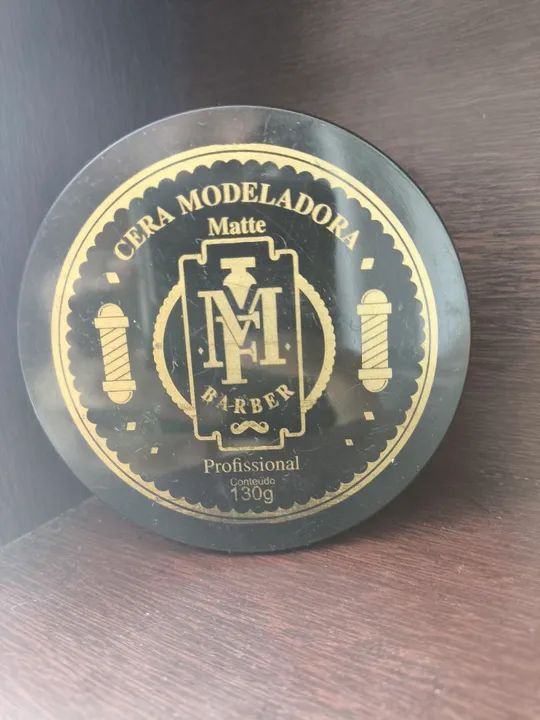 CERA MODELADORA
Matte
MF
BARBER
Profissional
Conteúdo
130g